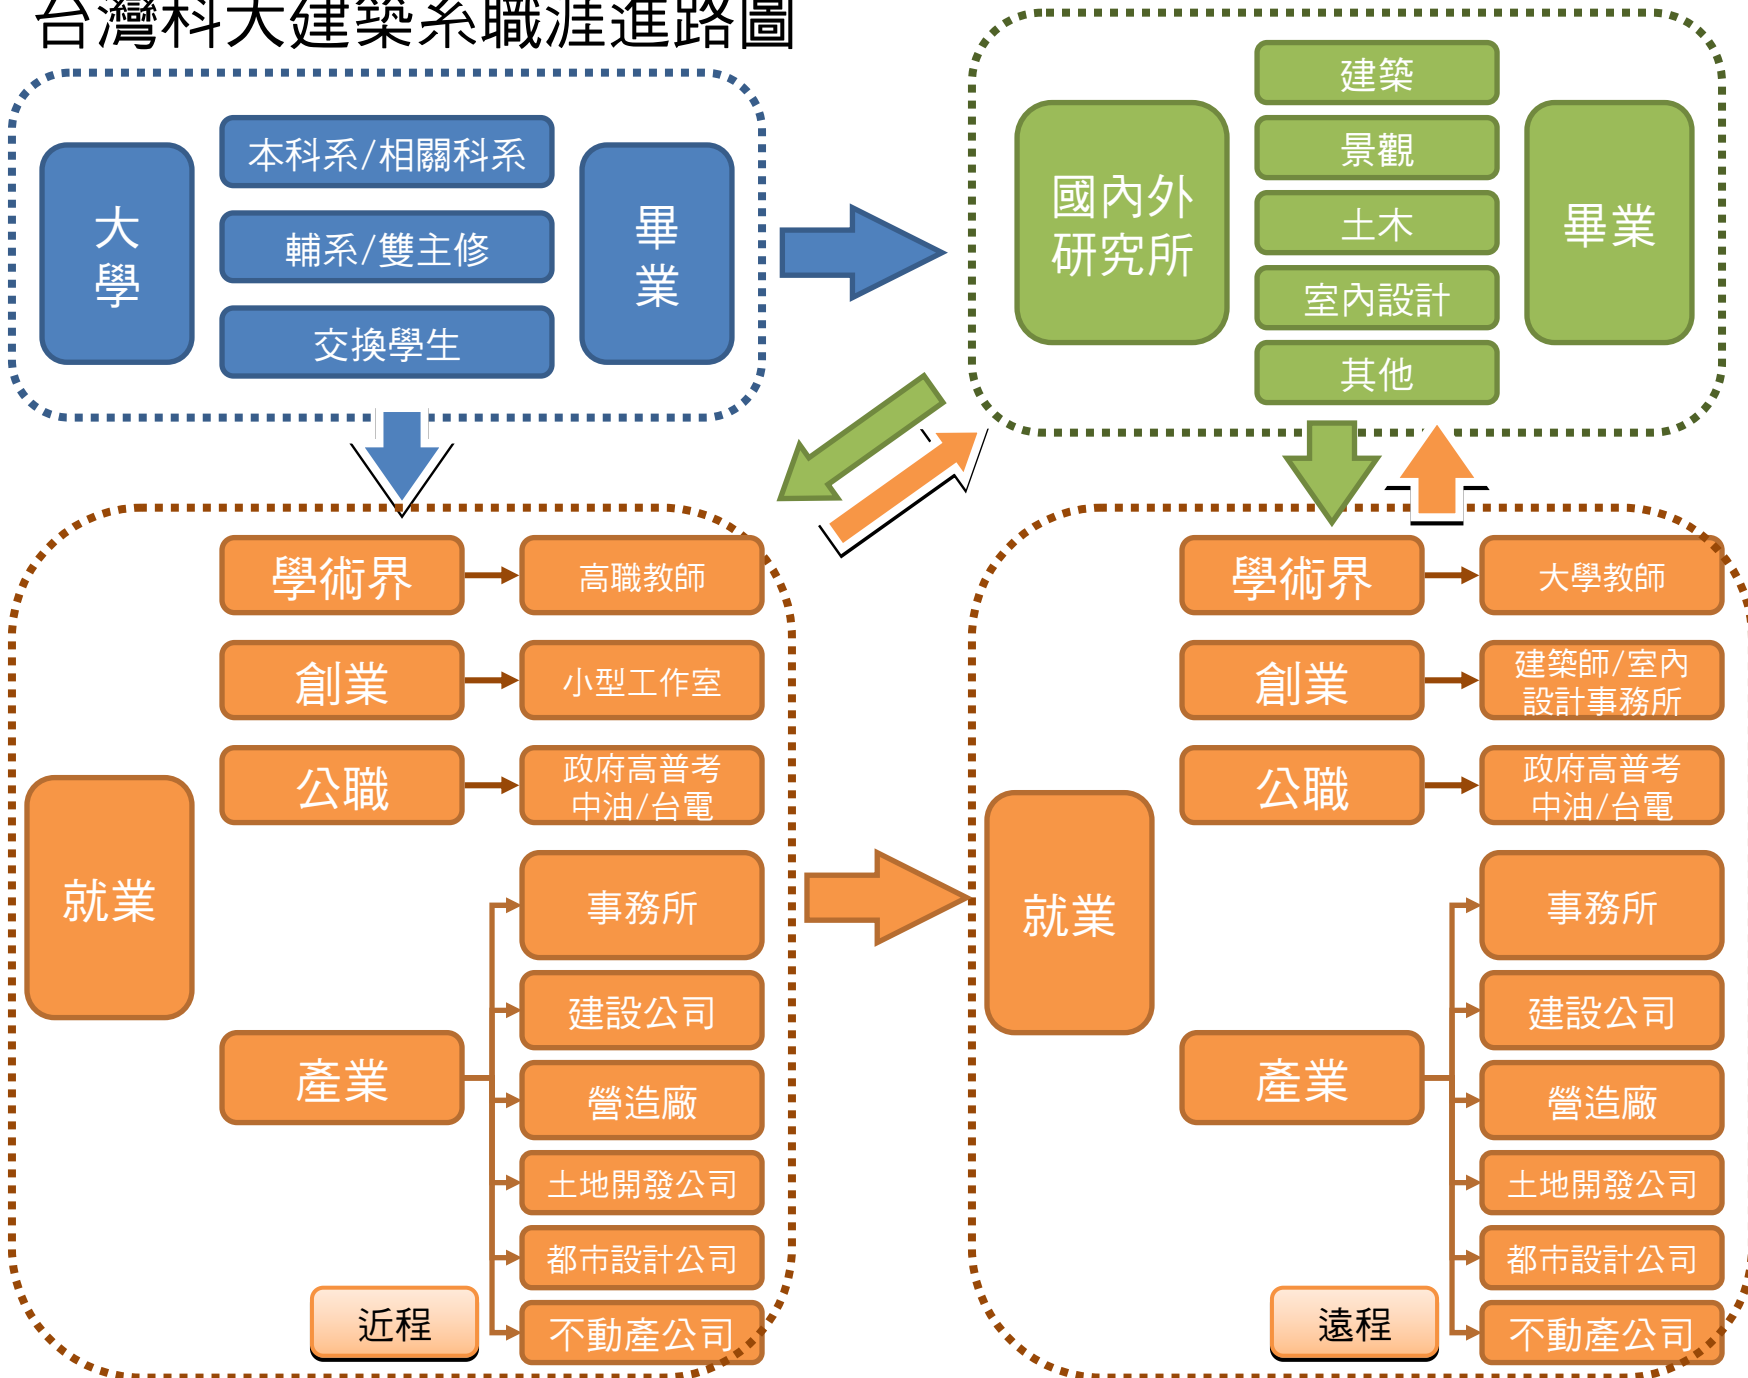 台灣科大建築系職涯進路圖
大
學
本科系/相關科系
輔系/雙主修
交換學生
畢
業
國內外
研究所
建築
景觀
土木
室內設計
其他
畢業
就業
學術界
高職教師
創業
小型工作室
公職
政府高普考
中油/台電
產業
事務所
建設公司
營造廠
土地開發公司
都市設計公司
不動產公司
近程
就業
學術界
大學教師
創業
建築師/室內
設計事務所
公職
政府高普考
中油/台電
產業
事務所
建設公司
營造廠
土地開發公司
都市設計公司
不動產公司
遠程